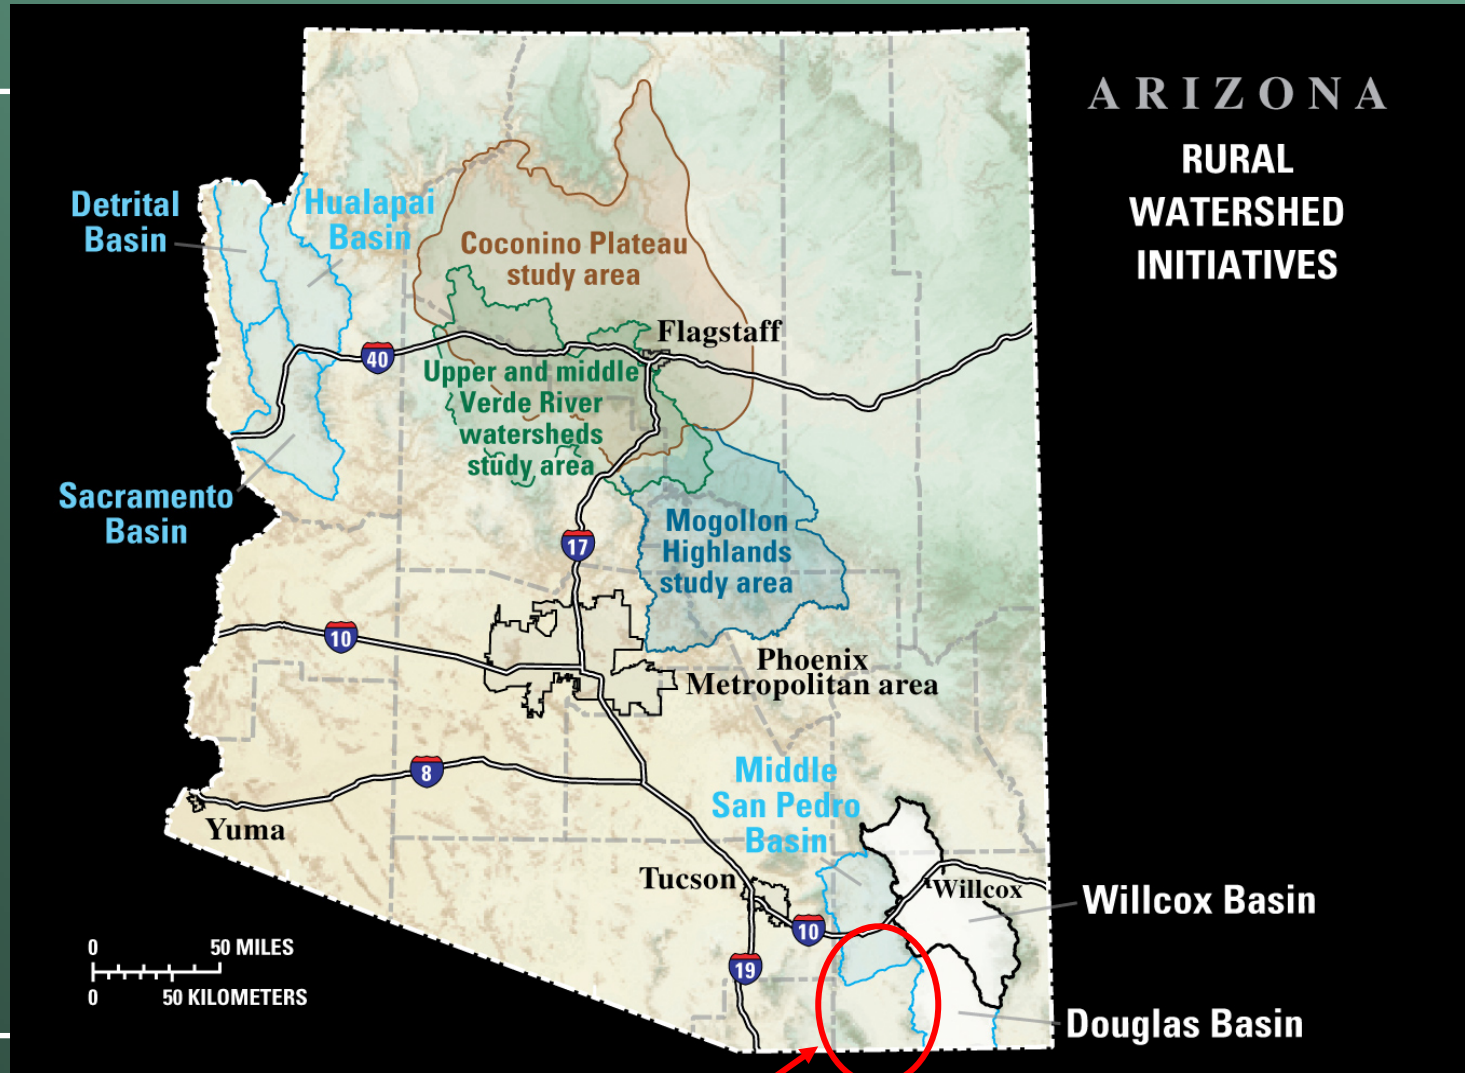 ARIZONA
RURAL
WATERSHED
INITIATIVES
Detrital
Basin
Hualapai
Basin
Coconino Plateau
study area
Flagstaff
40
Upper and middle
Verde River
watersheds
study area
Sacramento
Basin
Mogollon
Highlands
study area
17
10
Phoenix
Metropolitan area
8
Yuma
Middle
San Pedro
Basin
Tucson
Willcox
Willcox Basin
10
19
0 50 MILES
0 50 KILOMETERS
Douglas Basin